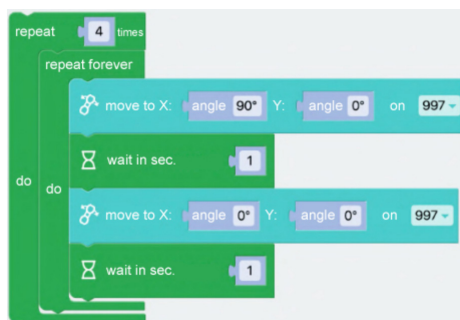 repeat 4 times
repeat forever
move to X: angle 90° Y: angle 0° on 997
wait in sec. 1
do do
move to X: angle 0° Y: angle 0° on 997
wait in sec. 1